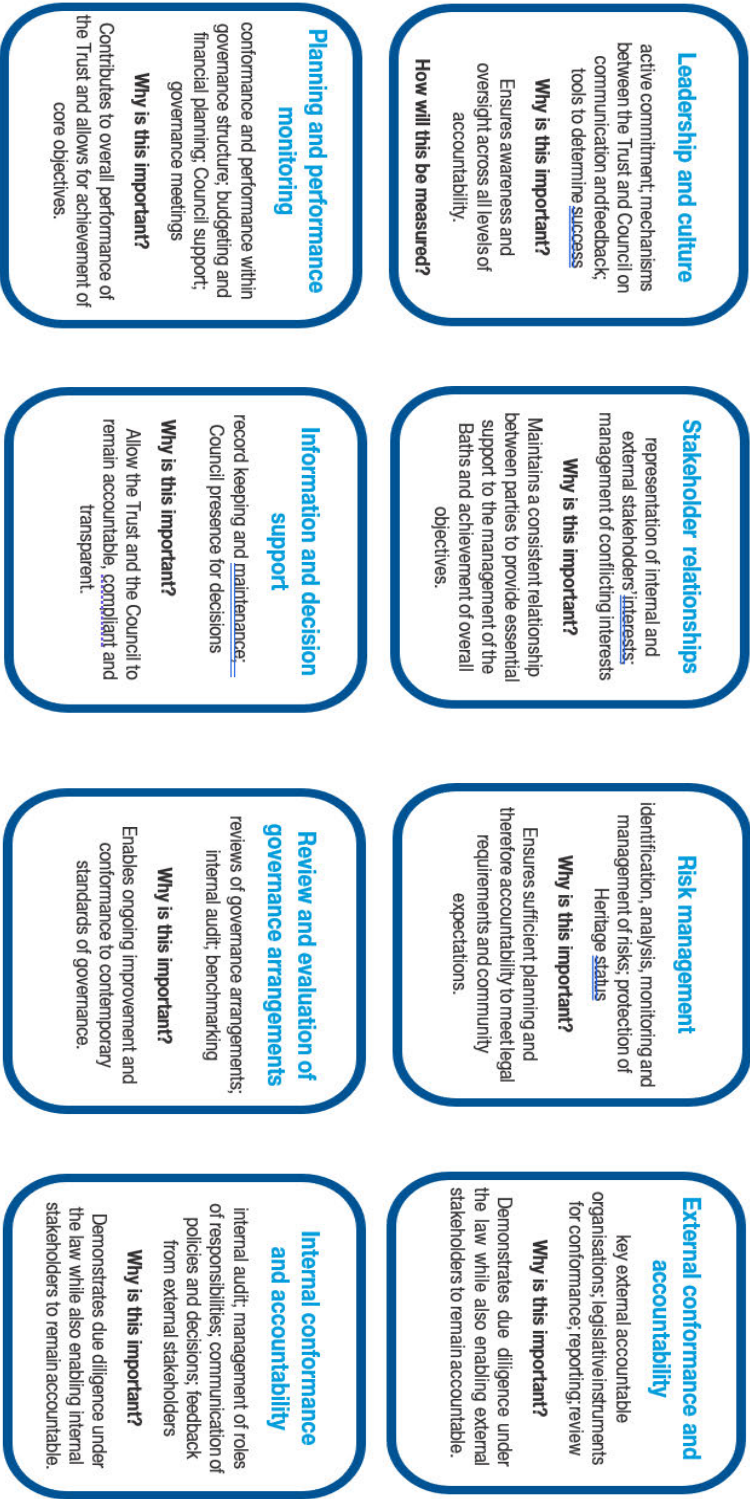 Leadership and culture
active commitment; mechanisms
between the Trust and Council on
communication andfeedback;
tools to determine success
Why is this important?
Ensures awareness and
oversight across all levels of
accountability.
How will this be measured?
Stakeholder relationships
representation of internal and
external stakeholders' interests;
management of conflicting interests
Why is this important?
Maintains a consistent relationship
between parties to provide essential
support to the management of the
Baths and achievement of overall
objectives.
Risk management
identification, analysis, monitoring and
management of risks; protection of
Heritage status
Why is this important?
Ensures sufficient planning and
therefore accountability to meet legal
requirements and community
expectations.
External conformance and
accountability
key external accountable
organisations; legislative instruments
for conformance; reporting; review
Why is this important?
Demonstrates due diligence under
the law while also enabling external
stakeholders to remain accountable.
Planning and performance
monitoring
conformance and performance within
governance structure; budgeting and
financial planning; Council support;
governance meetings
Why is this important?
Contributes to overall performance of
the Trust and allows for achievement of
core objectives.
Information and decision
support
record keeping and maintenance;
Council presence for decisions
Why is this important?
Allow the Trust and the Council to
remain accountable, compliant and
transparent.
Review and evaluation of
governance arrangements
reviews of governance arrangements;
internal audit; benchmarking
Why is this important?
Enables ongoing improvement and
conformance to contemporary
standards of governance.
Internal conformance
and accountability
internal audit; management of roles
of responsibilities; communication of
policies and decisions; feedback
from external stakeholders
Why is this important?
Demonstrates due diligence under
the law while also enabling internal
stakeholders to remain accountable.